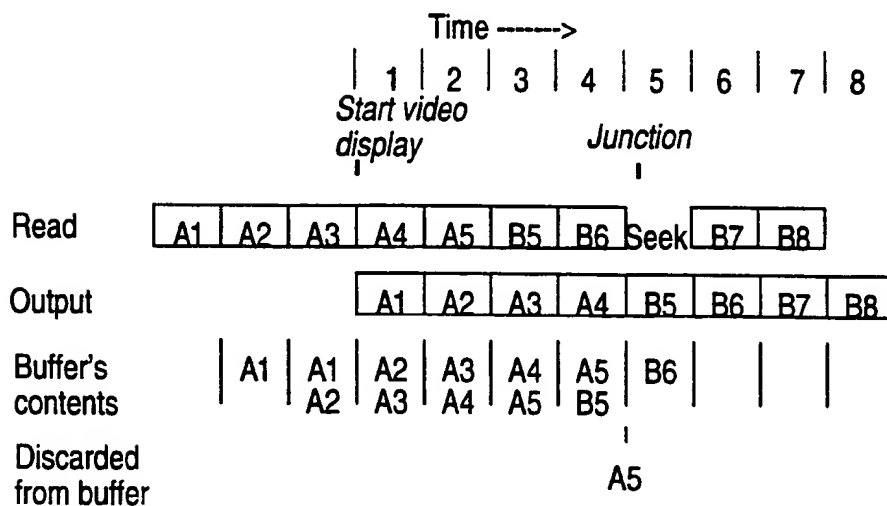 Time ------->
1 2 3 4 5 6 7 8
Start video
display
Junction
Read A1 A2 A3 A4 A5 B5 B6 Seek B7 B8
Output A1 A2 A3 A4 B5 B6 B7 B8
Buffer's A1 A1 A2 A3 A4 A5 B6
contents A2 A3 A4 A5 B5
Discarded
from buffer A5